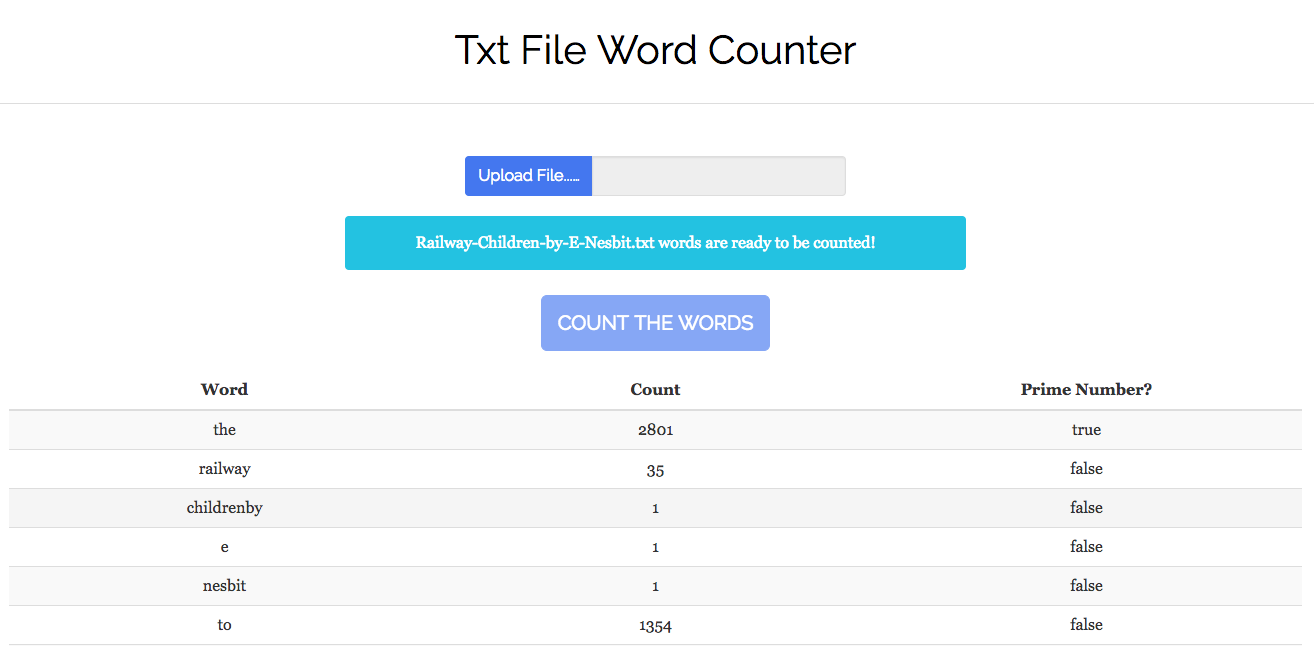 Txt File Word Counter
Upload File......
Railway-Children-by-E-Nesbit.txt words are ready to be counted!
COUNT THE WORDS
Word Count Prime Number?
the 2801 true
railway 35 false
childrenby 1 false
e 1 false
nesbit 1 false
to 1354 false